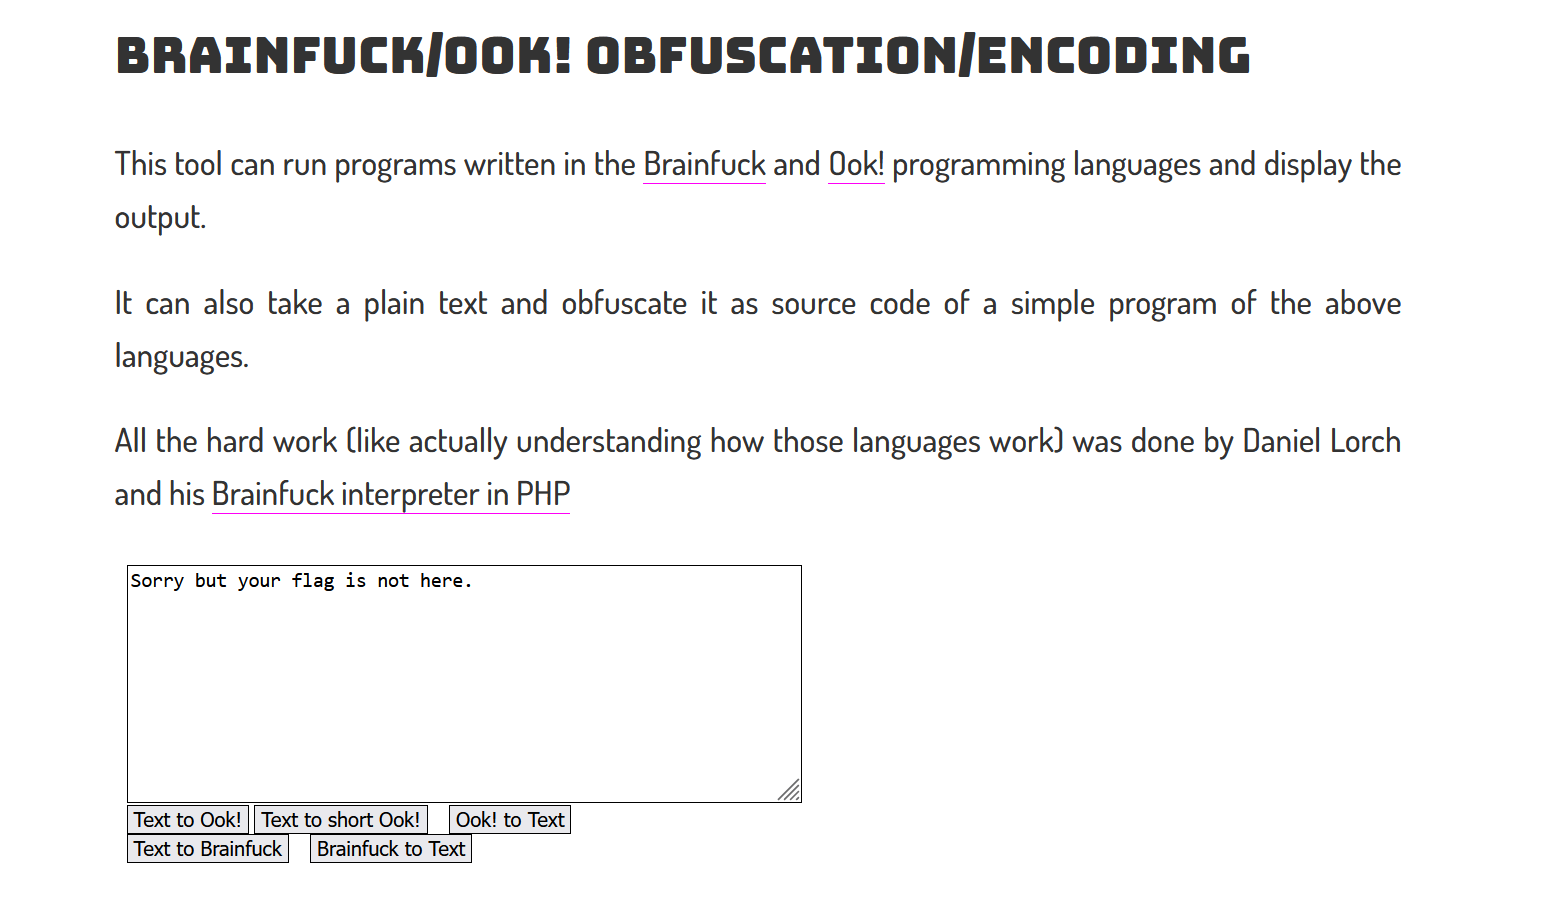 BRAINFUCK/OOK! OBFUSCATION/ENCODING
This tool can run programs written in the Brainfuck and Ook! programming languages and display the
output.
It can also take a plain text and obfuscate it as source code of a simple program of the above
languages.
All the hard work (like actually understanding how those languages work) was done by Daniel Lorch
and his Brainfuck interpreter in PHP
Sorry but your flag is not here.
Text to Ook! Text to short Ook! Ook! to Text
Text to Brainfuck Brainfuck to Text